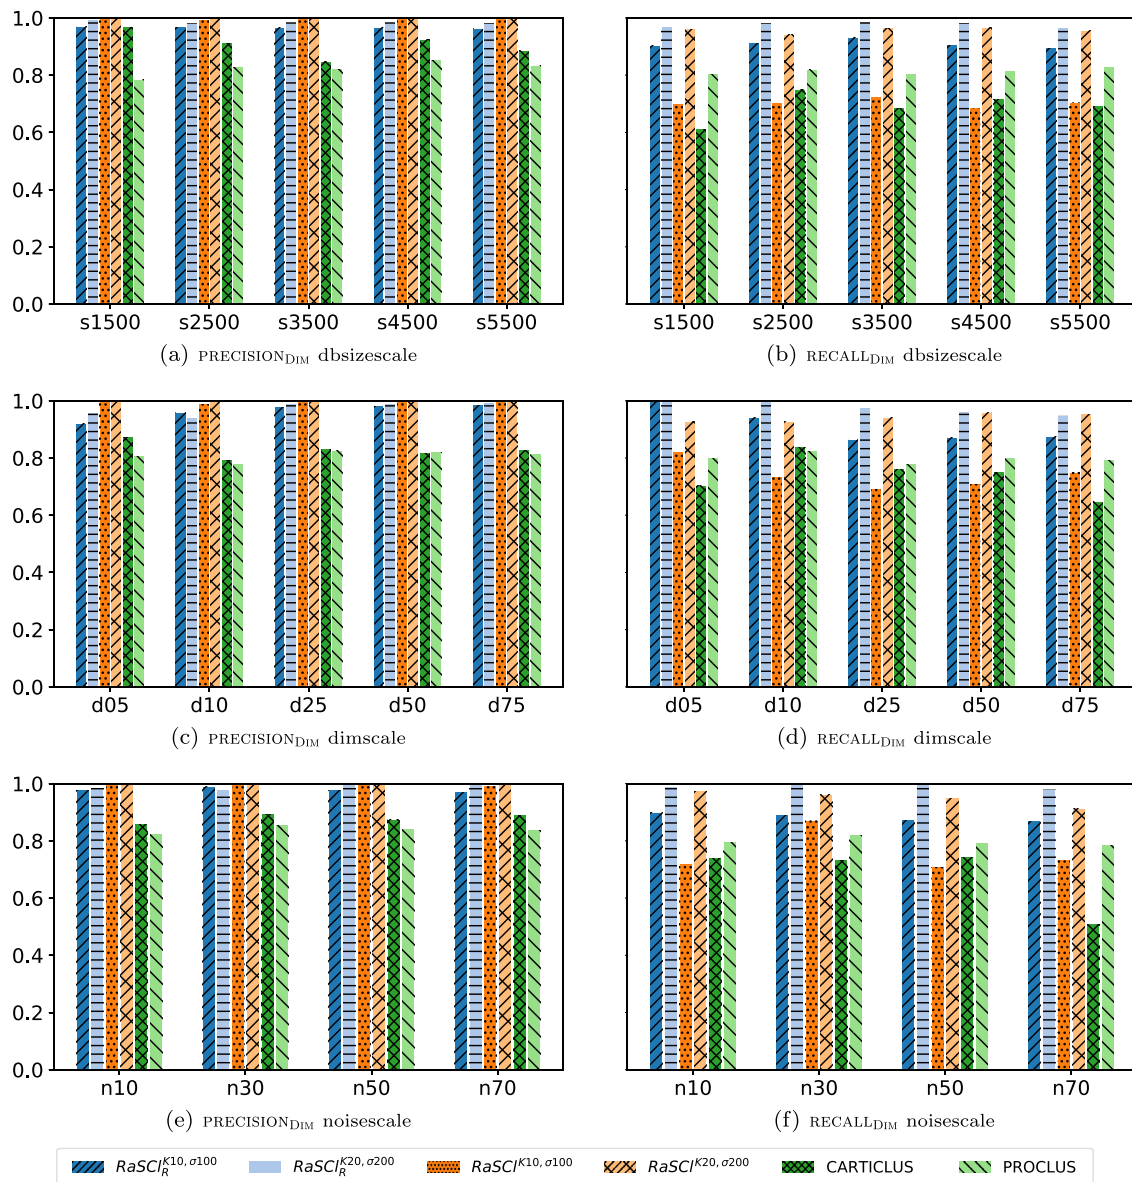 1.0
0.8
0.6
0.4
0.2
0.0
s1500 s2500 s3500 s4500 s5500
s1500 s2500 s3500 s4500 s5500
(a) PRECISION_DIM dbsizescale
(b) RECALL_DIM dbsizescale
1.0
0.8
0.6
0.4
0.2
0.0
d05 d10 d25 d50 d75
d05 d10 d25 d50 d75
(c) PRECISION_DIM dimscale
(d) RECALL_DIM dimscale
1.0
0.8
0.6
0.4
0.2
0.0
n10 n30 n50 n70
n10 n30 n50 n70
(e) PRECISION_DIM noisescale
(f) RECALL_DIM noisescale
RaSCI_R^{K10, σ100} RaSCI_R^{K20, σ200} RaSCI^{K10, σ100} RaSCI^{K20, σ200} CARTICLUS PROCLUS